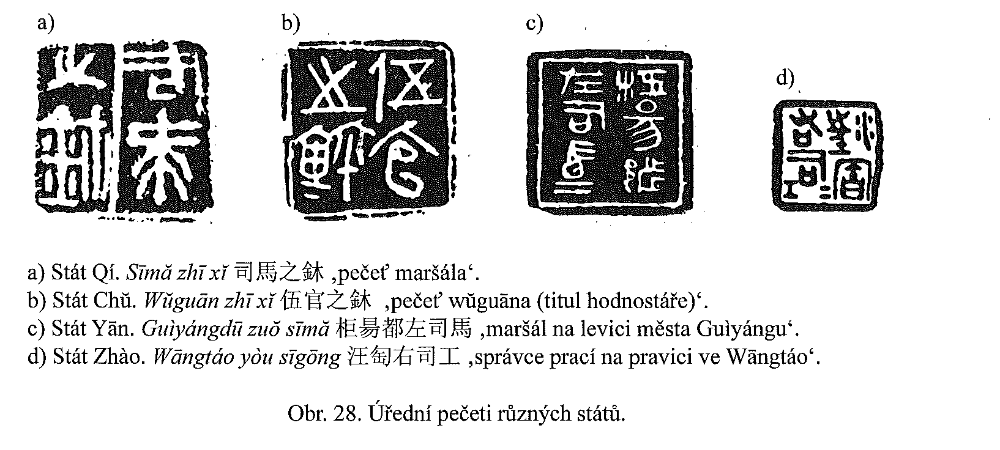 a)
b)
c)
d)
a) Stát Qí. Sīmǎ zhī xǐ 司馬之鉨 ‚pečeť maršála‘.
b) Stát Chǔ. Wǔguān zhī xǐ 伍官之鉨 ‚pečeť wǔguāna (titul hodnostáře)‘.
c) Stát Yān. Guìyángdū zuǒ sīmǎ 柜昜都左司馬 ‚maršál na levici města Guìyángu‘.
d) Stát Zhào. Wāngtáo yòu sīgōng 汪匋右司工 ‚správce prací na pravici ve Wāngtáo‘.
Obr. 28. Úřední pečeti různých států.